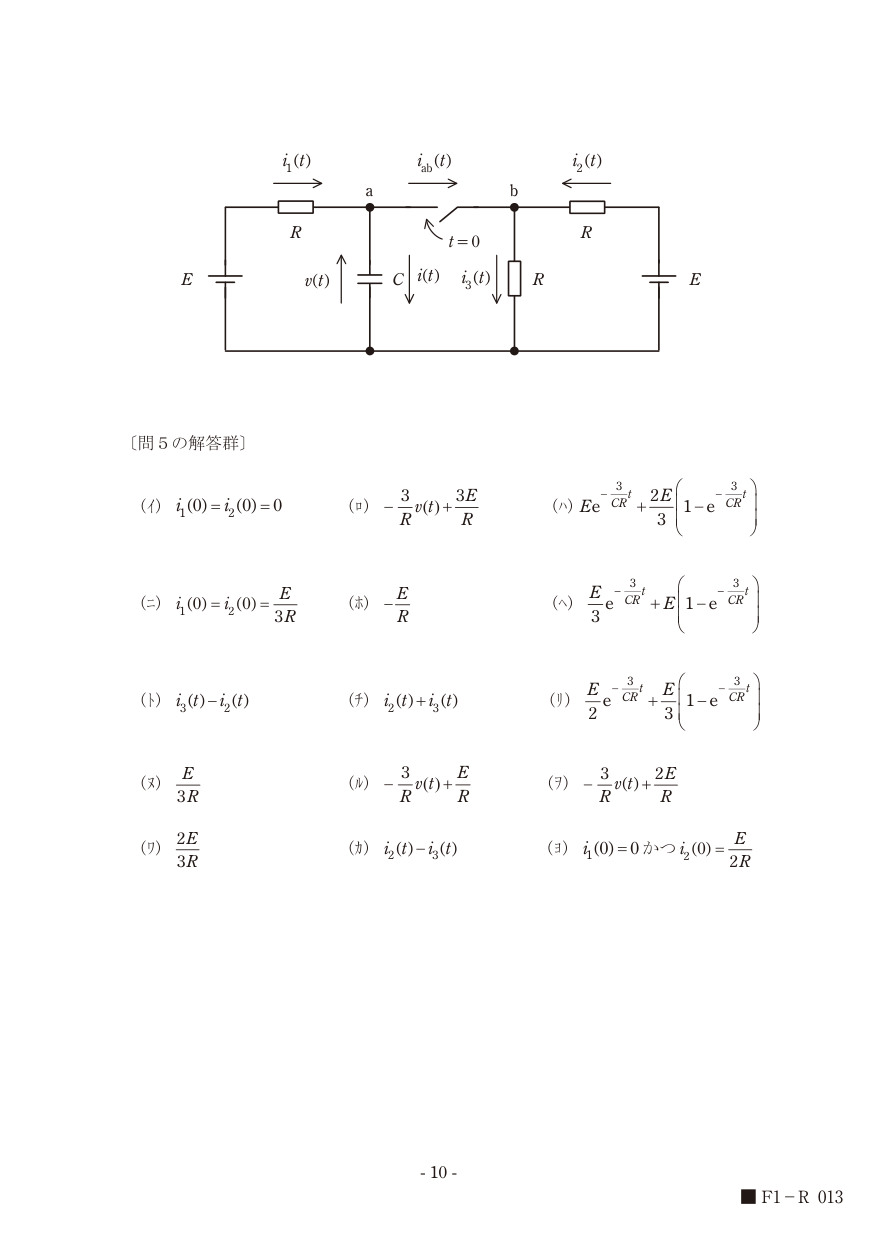 i₁(t) i_ab(t) i₂(t)
a b
R t=0 R
E v(t) C i(t) i₃(t) R E
〔問５の解答群〕
(ｲ) i₁(0)=i₂(0)=0 (ﾛ) −3/R v(t)+3E/R (ﾊ) Ee^(−3/CR t)+2E/3(1−e^(−3/CR t))
(ﾆ) i₁(0)=i₂(0)=E/3R (ﾎ) −E/R (ﾍ) E/3 e^(−3/CR t)+E(1−e^(−3/CR t))
(ﾄ) i₃(t)−i₂(t) (ﾁ) i₂(t)+i₃(t) (ﾘ) E/2 e^(−3/CR t)+E/3(1−e^(−3/CR t))
(ﾇ) E/3R (ﾙ) −3/R v(t)+E/R (ｦ) −3/R v(t)+2E/R
(ﾜ) 2E/3R (ｶ) i₂(t)−i₃(t) (ﾖ) i₁(0)=0 かつ i₂(0)=E/2R
- 10 -
■ F1−R 013